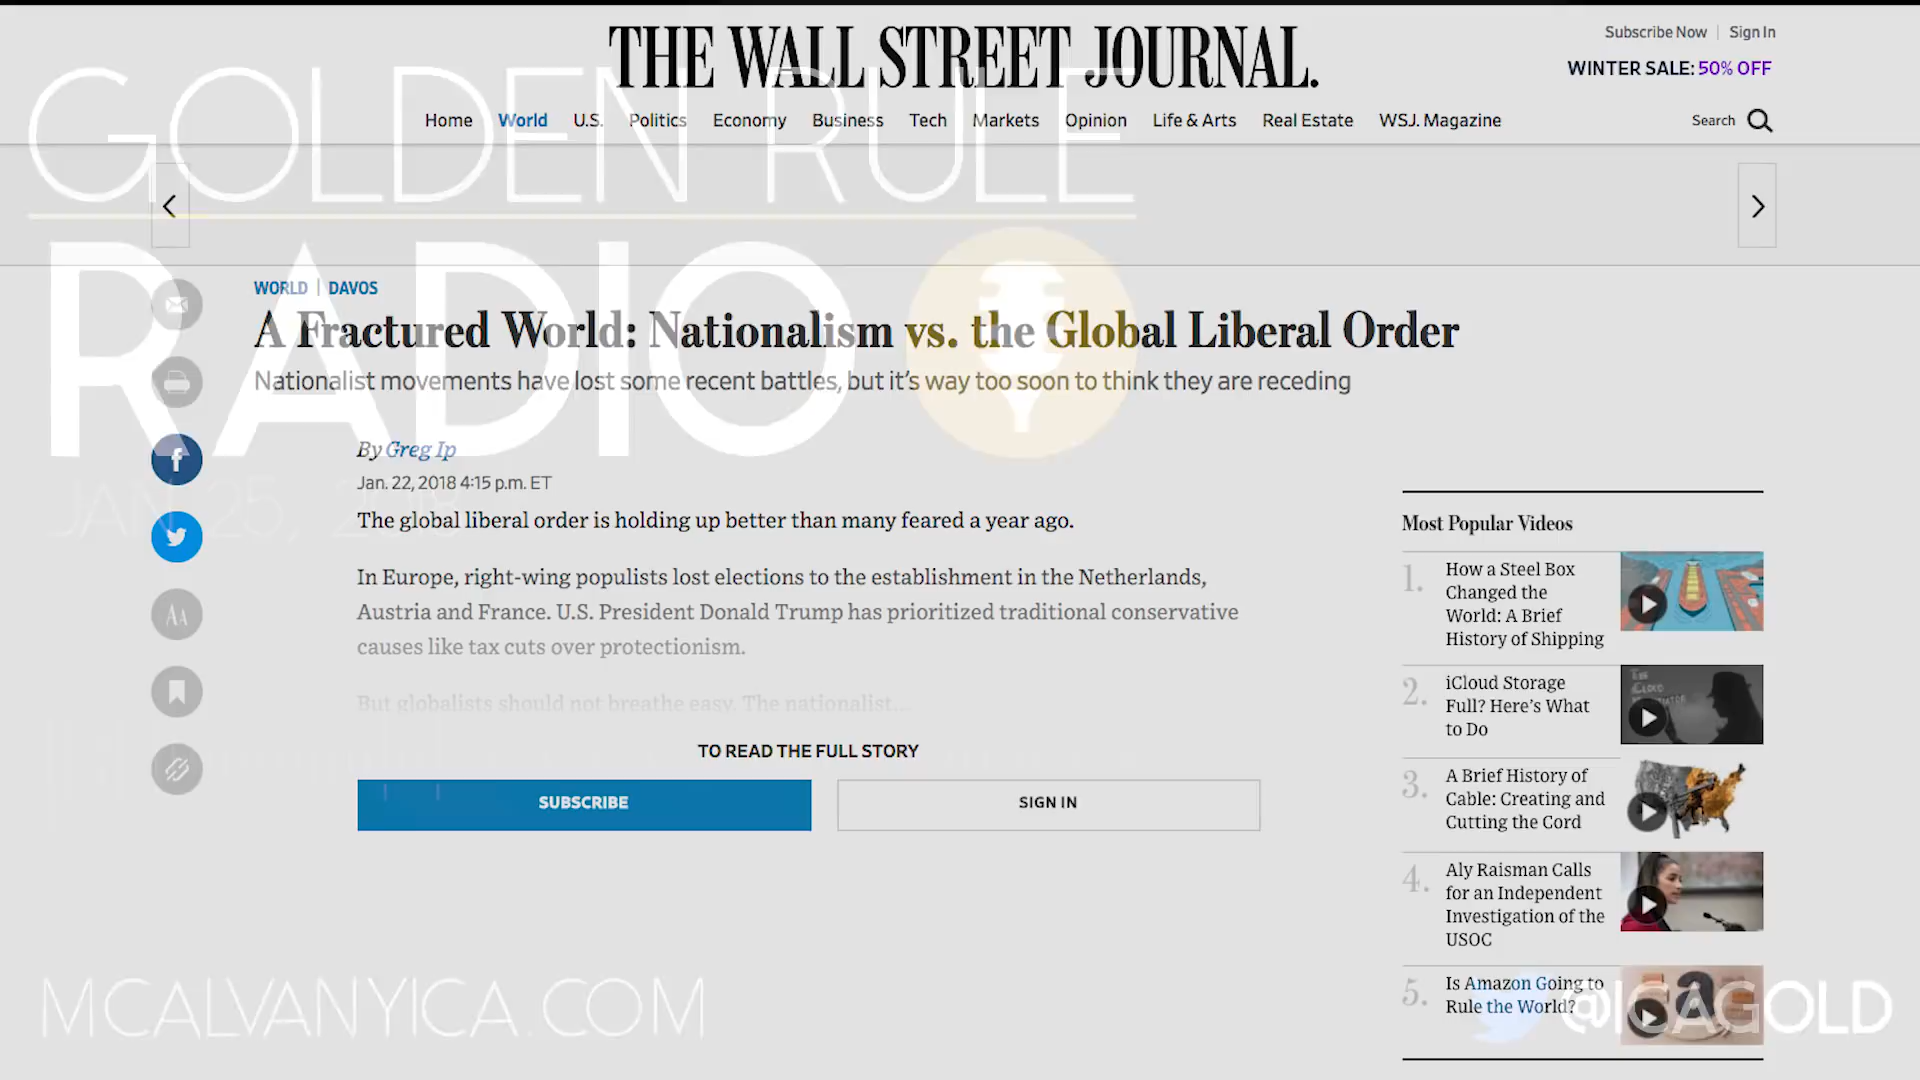 THE WALL STREET JOURNAL.
Subscribe Now | Sign In
WINTER SALE: 50% OFF
Home World U.S. Politics Economy Business Tech Markets Opinion Life & Arts Real Estate WSJ. Magazine
Search
GOLDEN RULE
RADIO
WORLD | DAVOS
A Fractured World: Nationalism vs. the Global Liberal Order
Nationalist movements have lost some recent battles, but it's way too soon to think they are receding
By Greg Ip
Jan. 22, 2018 4:15 p.m. ET
JAN 25, 2018
The global liberal order is holding up better than many feared a year ago.
In Europe, right-wing populists lost elections to the establishment in the Netherlands,
Austria and France. U.S. President Donald Trump has prioritized traditional conservative
causes like tax cuts over protectionism.
But globalists should not breathe easy. The nationalist...
TO READ THE FULL STORY
SUBSCRIBE
SIGN IN
Most Popular Videos
1. How a Steel Box
Changed the
World: A Brief
History of Shipping
2. iCloud Storage
Full? Here's What
to Do
3. A Brief History of
Cable: Creating and
Cutting the Cord
4. Aly Raisman Calls
for an Independent
Investigation of the
USOC
5. Is Amazon Going to
Rule the World?
MCALVANYICA.COM
@ICAGOLD